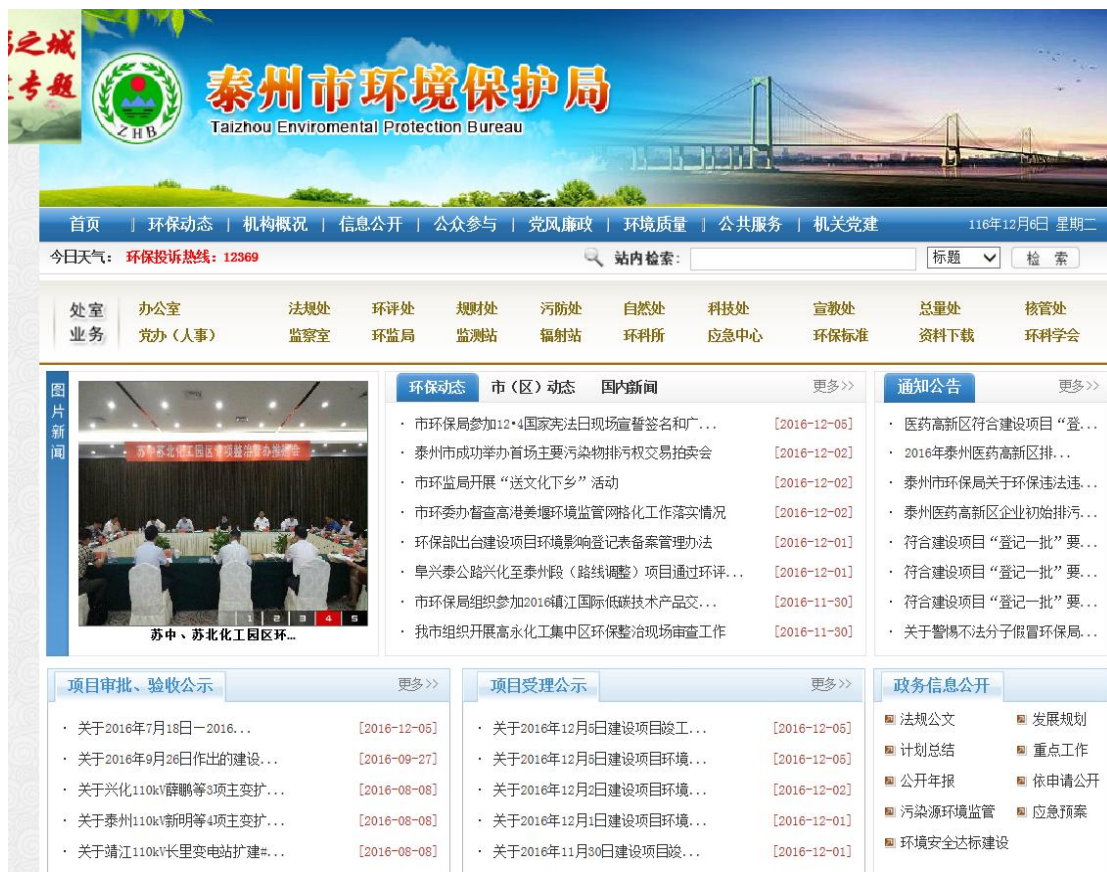 之城
专题
ZHB
泰州市环境保护局
Taizhou Enviromental Protection Bureau
首页 | 环保动态 | 机构概况 | 信息公开 | 公众参与 | 党风廉政 | 环境质量 | 公共服务 | 机关党建 116年12月6日 星期二
今日天气： 环保投诉热线：12369 站内检索： 标题 检 索
处室业务
办公室 法规处 环评处 规财处 污防处 自然处 科技处 宣教处 总量处 核管处
党办（人事） 监察室 环监局 监测站 辐射站 环科所 应急中心 环保标准 资料下载 环科学会
图片新闻
苏中苏北化工园区专项整治督办推进会
1 2 3 4 5
苏中、苏北化工园区环...
环保动态 市（区）动态 国内新闻 更多>>
· 市环保局参加12·4国家宪法日现场宣誓签名和广... [2016-12-05]
· 泰州市成功举办首场主要污染物排污权交易拍卖会 [2016-12-02]
· 市环监局开展“送文化下乡”活动 [2016-12-02]
· 市环委办督查高港姜堰环境监管网格化工作落实情况 [2016-12-02]
· 环保部出台建设项目环境影响登记表备案管理办法 [2016-12-01]
· 阜兴泰公路兴化至泰州段（路线调整）项目通过环评... [2016-12-01]
· 市环保局组织参加2016镇江国际低碳技术产品交... [2016-11-30]
· 我市组织开展高永化工集中区环保整治现场审查工作 [2016-11-30]
通知公告 更多>>
· 医药高新区符合建设项目“登...
· 2016年泰州医药高新区排...
· 泰州市环保局关于环保违法违...
· 泰州医药高新区企业初始排污...
· 符合建设项目“登记一批”要...
· 符合建设项目“登记一批”要...
· 符合建设项目“登记一批”要...
· 关于警惕不法分子假冒环保局...
项目审批、验收公示 更多>>
· 关于2016年7月18日一2016... [2016-12-05]
· 关于2016年9月26日作出的建设... [2016-09-27]
· 关于兴化110kV薛鹏等3项主变扩... [2016-08-08]
· 关于泰州110kV新明等4项主变扩... [2016-08-08]
· 关于靖江110kV长里变电站扩建#... [2016-08-08]
项目受理公示 更多>>
· 关于2016年12月5日建设项目竣工... [2016-12-05]
· 关于2016年12月5日建设项目环境... [2016-12-05]
· 关于2016年12月2日建设项目环境... [2016-12-02]
· 关于2016年12月1日建设项目环境... [2016-12-01]
· 关于2016年11月30日建设项目竣... [2016-12-01]
政务信息公开
法规公文 发展规划
计划总结 重点工作
公开年报 依申请公开
污染源环境监管 应急预案
环境安全达标建设